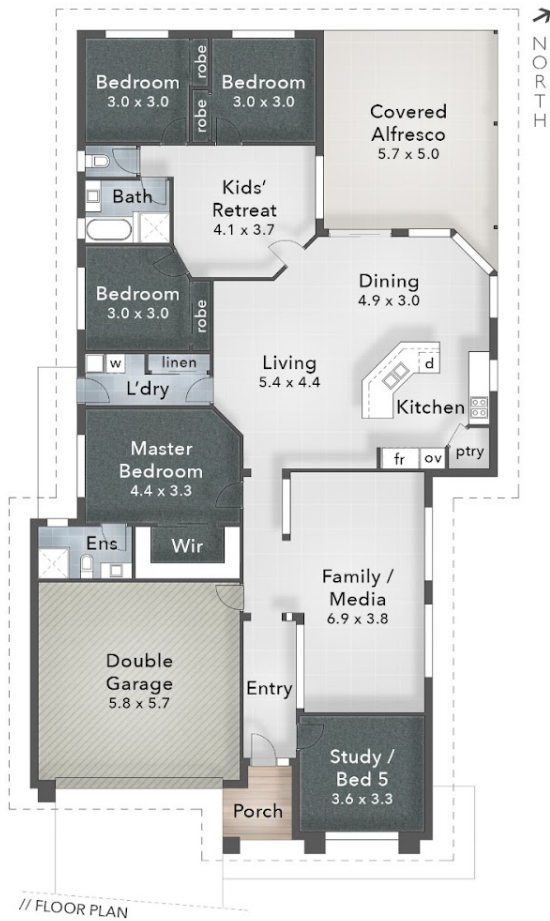 NORTH
Bedroom
3.0 x 3.0
robe
robe
Bedroom
3.0 x 3.0
Covered
Alfresco
5.7 x 5.0
Bath
Kids'
Retreat
4.1 x 3.7
Bedroom
3.0 x 3.0
robe
Dining
4.9 x 3.0
Living
5.4 x 4.4
d
Kitchen
w
linen
L'dry
fr
ov
ptry
Master
Bedroom
4.4 x 3.3
Ens
Wir
Family /
Media
6.9 x 3.8
Double
Garage
5.8 x 5.7
Entry
Study /
Bed 5
3.6 x 3.3
Porch
// FLOOR PLAN